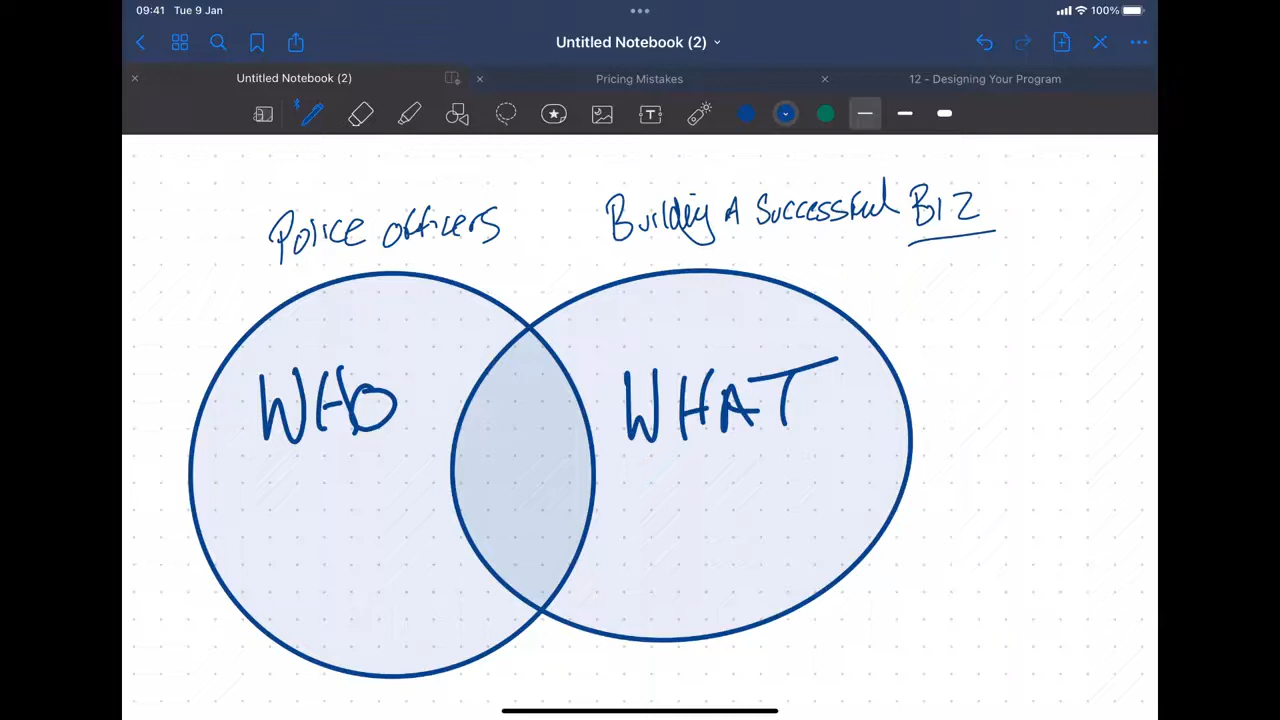 09:41 Tue 9 Jan 100%
Untitled Notebook (2)
Untitled Notebook (2) Pricing Mistakes 12 - Designing Your Program
T
Police officers Building A Successful BIZ
WHO WHAT